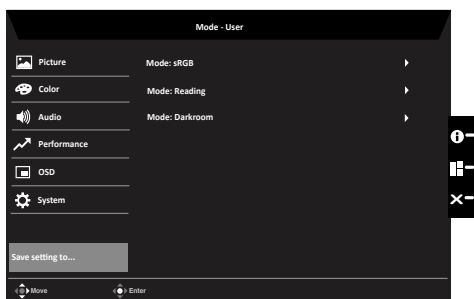 Mode - User
Picture
Color
Audio
Performance
OSD
System
Save setting to...
Mode: sRGB
Mode: Reading
Mode: Darkroom
Move
Enter